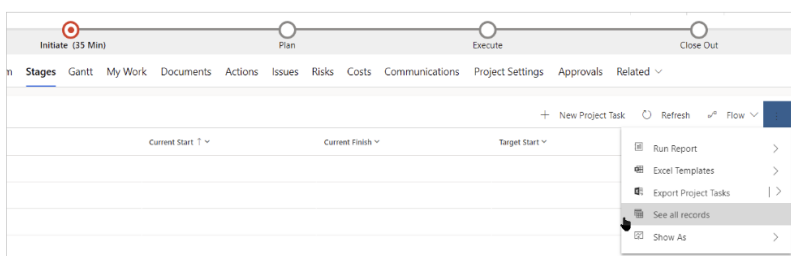 Initiate (35 Min) Plan Execute Close Out
Stages Gantt My Work Documents Actions Issues Risks Costs Communications Project Settings Approvals Related
New Project Task Refresh Flow
Current Start Current Finish Target Start
Run Report
Excel Templates
Export Project Tasks
See all records
Show As